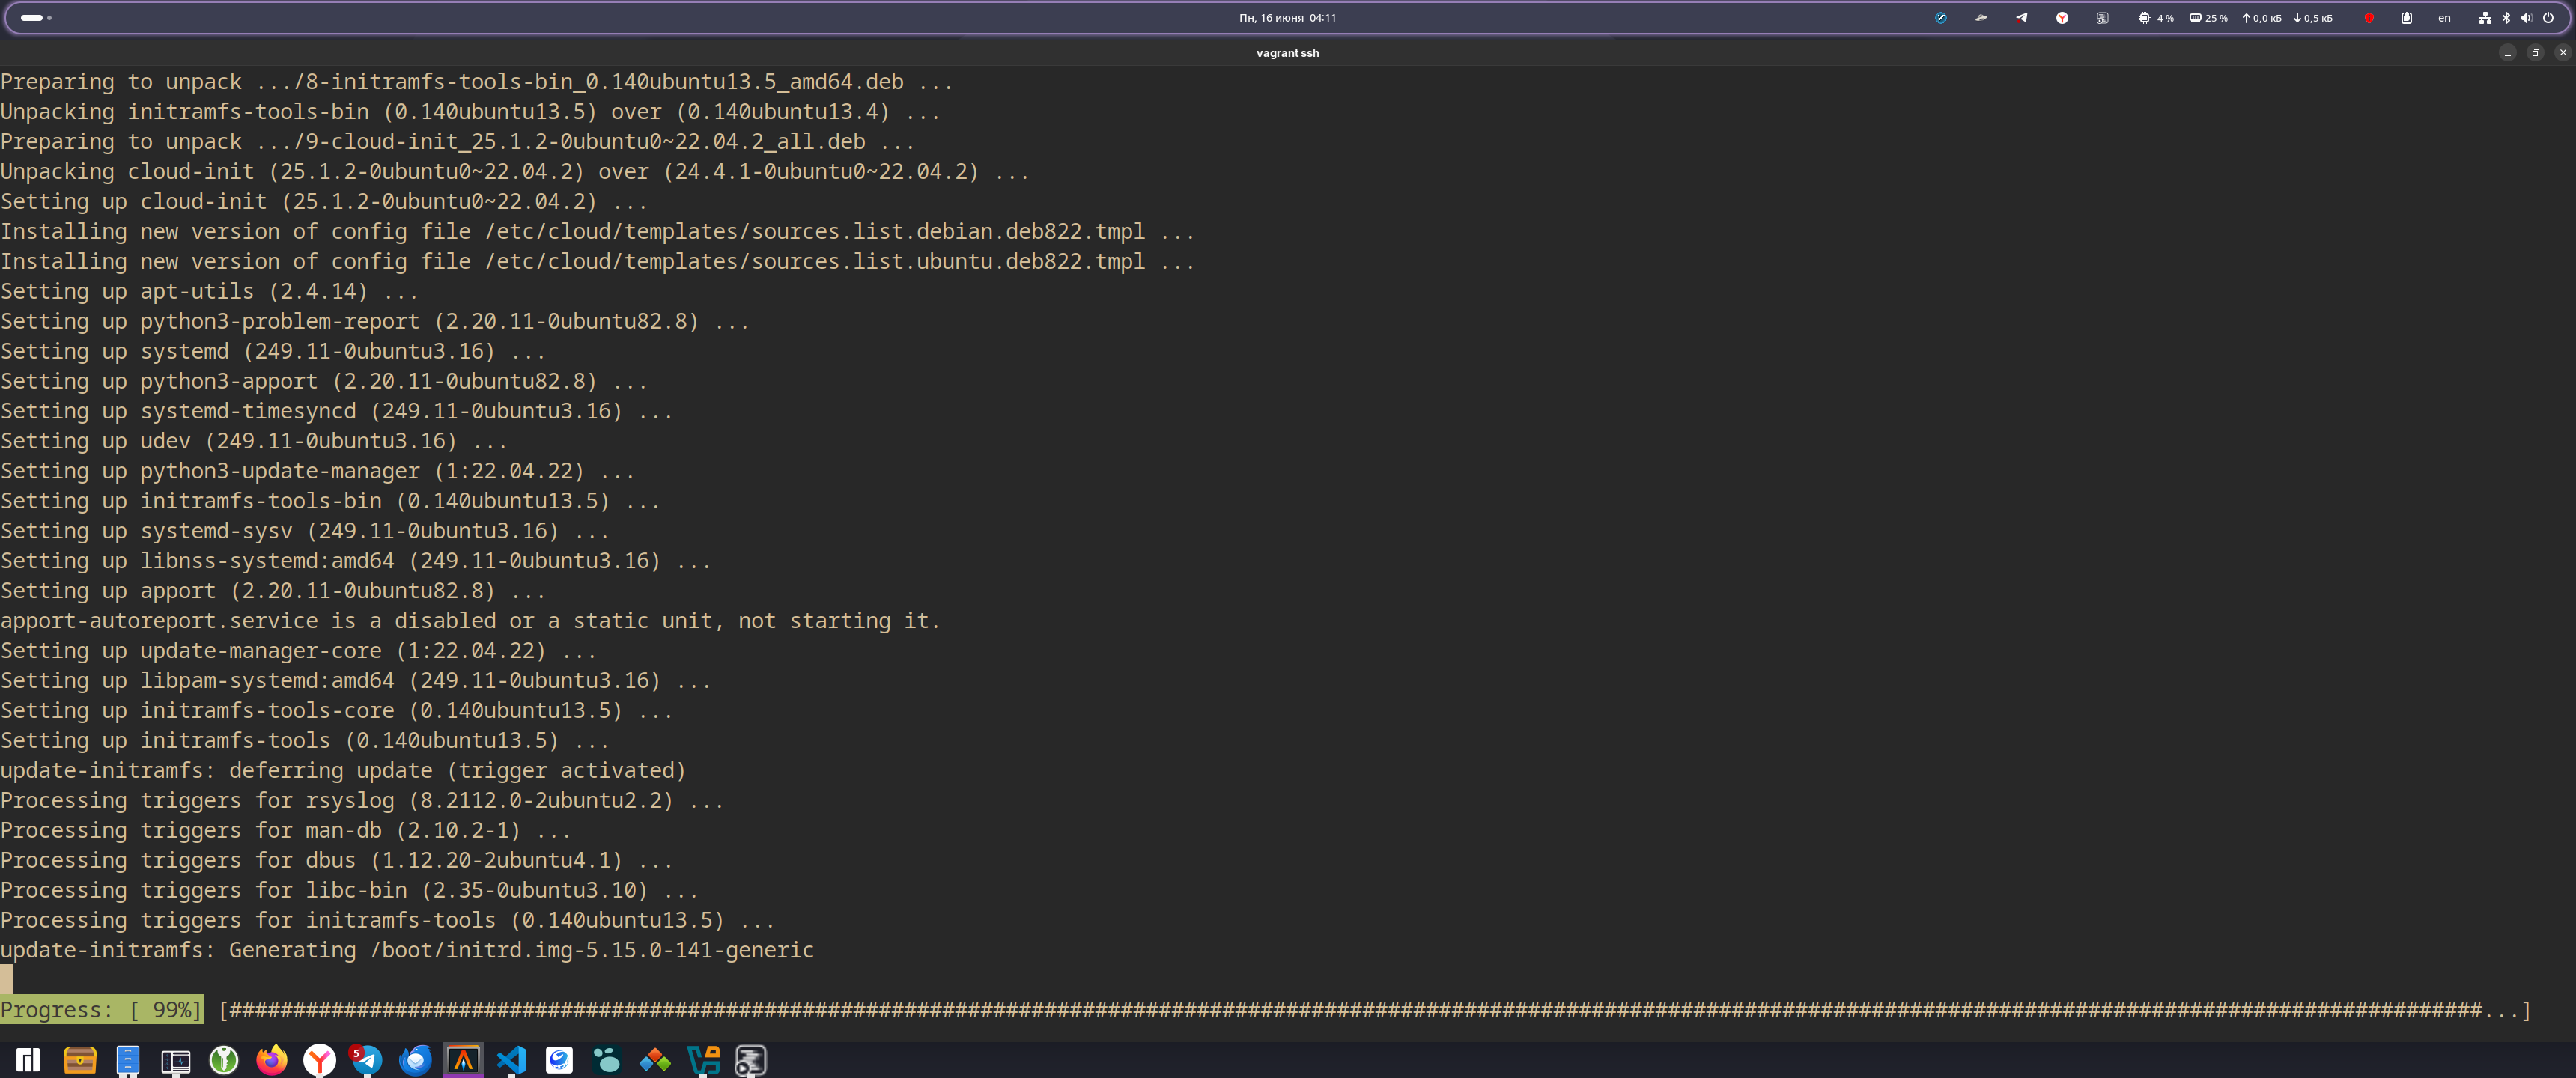 Пн, 16 июня 04:11
4 %
25 %
0,0 кБ
0,5 кБ
en
vagrant ssh
Preparing to unpack .../8-initramfs-tools-bin_0.140ubuntu13.5_amd64.deb ...
Unpacking initramfs-tools-bin (0.140ubuntu13.5) over (0.140ubuntu13.4) ...
Preparing to unpack .../9-cloud-init_25.1.2-0ubuntu0~22.04.2_all.deb ...
Unpacking cloud-init (25.1.2-0ubuntu0~22.04.2) over (24.4.1-0ubuntu0~22.04.2) ...
Setting up cloud-init (25.1.2-0ubuntu0~22.04.2) ...
Installing new version of config file /etc/cloud/templates/sources.list.debian.deb822.tmpl ...
Installing new version of config file /etc/cloud/templates/sources.list.ubuntu.deb822.tmpl ...
Setting up apt-utils (2.4.14) ...
Setting up python3-problem-report (2.20.11-0ubuntu82.8) ...
Setting up systemd (249.11-0ubuntu3.16) ...
Setting up python3-apport (2.20.11-0ubuntu82.8) ...
Setting up systemd-timesyncd (249.11-0ubuntu3.16) ...
Setting up udev (249.11-0ubuntu3.16) ...
Setting up python3-update-manager (1:22.04.22) ...
Setting up initramfs-tools-bin (0.140ubuntu13.5) ...
Setting up systemd-sysv (249.11-0ubuntu3.16) ...
Setting up libnss-systemd:amd64 (249.11-0ubuntu3.16) ...
Setting up apport (2.20.11-0ubuntu82.8) ...
apport-autoreport.service is a disabled or a static unit, not starting it.
Setting up update-manager-core (1:22.04.22) ...
Setting up libpam-systemd:amd64 (249.11-0ubuntu3.16) ...
Setting up initramfs-tools-core (0.140ubuntu13.5) ...
Setting up initramfs-tools (0.140ubuntu13.5) ...
update-initramfs: deferring update (trigger activated)
Processing triggers for rsyslog (8.2112.0-2ubuntu2.2) ...
Processing triggers for man-db (2.10.2-1) ...
Processing triggers for dbus (1.12.20-2ubuntu4.1) ...
Processing triggers for libc-bin (2.35-0ubuntu3.10) ...
Processing triggers for initramfs-tools (0.140ubuntu13.5) ...
update-initramfs: Generating /boot/initrd.img-5.15.0-141-generic
Progress: [ 99%] [#################################################################################################################################################################################...]
5